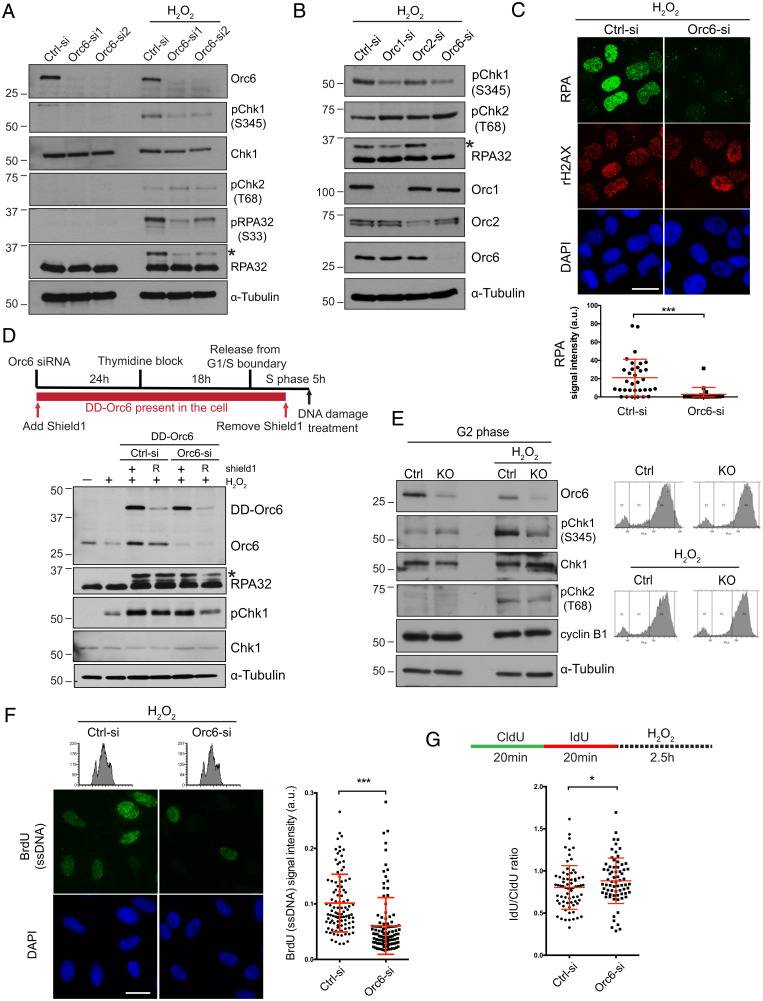 A
H₂O₂
Ctrl-si
Orc6-si1
Orc6-si2
Ctrl-si
Orc6-si1
Orc6-si2
25
Orc6
50
pChk1
(S345)
50
Chk1
75
pChk2
(T68)
37
pRPA32
(S33)
37
*
RPA32
50
α-Tubulin
B
H₂O₂
Ctrl-si
Orc1-si
Orc2-si
Orc6-si
50
pChk1
(S345)
75
pChk2
(T68)
37
*
RPA32
100
Orc1
75
Orc2
25
Orc6
50
α-Tubulin
C
H₂O₂
Ctrl-si
Orc6-si
RPA
rH2AX
DAPI
RPA
signal intensity (a.u.)
100
80
60
40
20
0
***
Ctrl-si
Orc6-si
D
Orc6 siRNA
Thymidine block
Release from
G1/S boundary
24h
18h
S phase 5h
DD-Orc6 present in the cell
Add Shield1
Remove Shield1
DNA damage
treatment
DD-Orc6
Ctrl-si
Orc6-si
+ R + R
shield1
– + + + + +
H₂O₂
50
37
25
DD-Orc6
Orc6
37
*
RPA32
50
pChk1
50
Chk1
50
α-Tubulin
E
G2 phase
H₂O₂
Ctrl
KO
Ctrl
KO
25
Orc6
50
pChk1
(S345)
50
Chk1
75
pChk2
(T68)
50
cyclin B1
50
α-Tubulin
Ctrl
KO
H₂O₂
Ctrl
KO
F
H₂O₂
Ctrl-si
Orc6-si
BrdU
(ssDNA)
DAPI
BrdU (ssDNA) signal intensity (a.u.)
0.3
0.2
0.1
0.0
***
Ctrl-si
Orc6-si
G
CldU
IdU
H₂O₂
20min
20min
2.5h
IdU/CldU ratio
2.0
1.5
1.0
0.5
0.0
*
Ctrl-si
Orc6-si